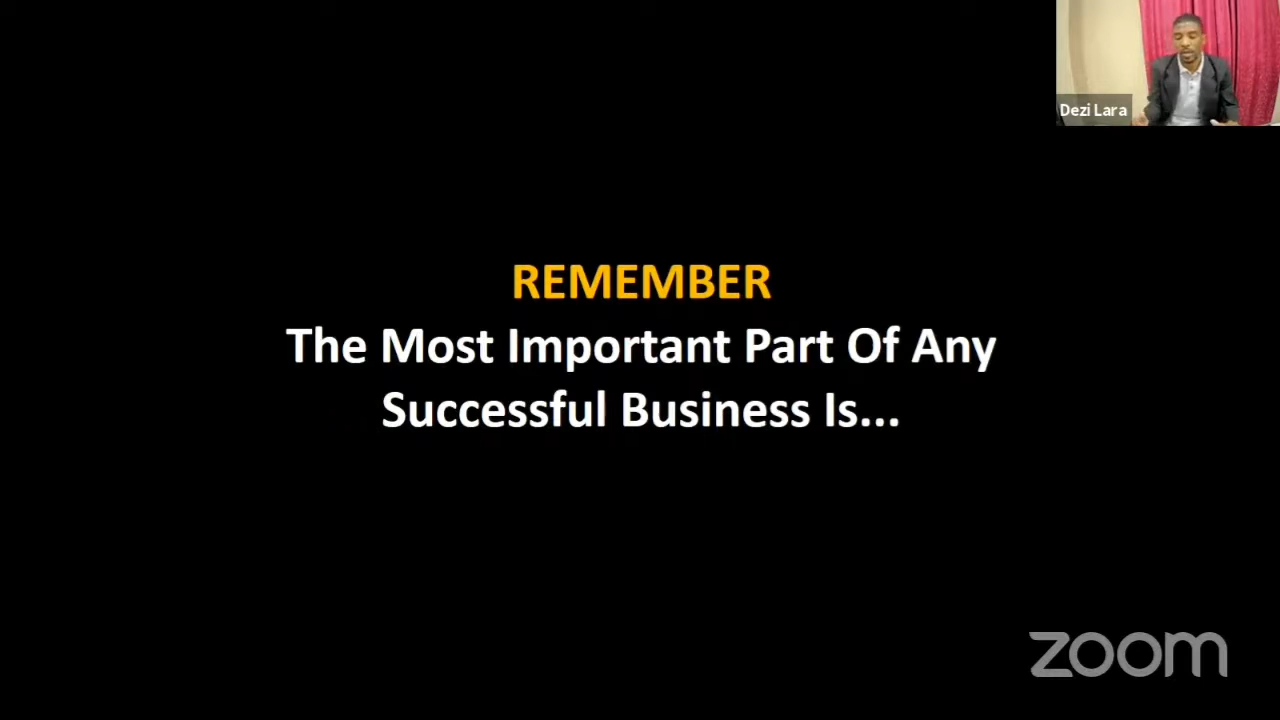 Dezi Lara
REMEMBER
The Most Important Part Of Any
Successful Business Is...
zoom